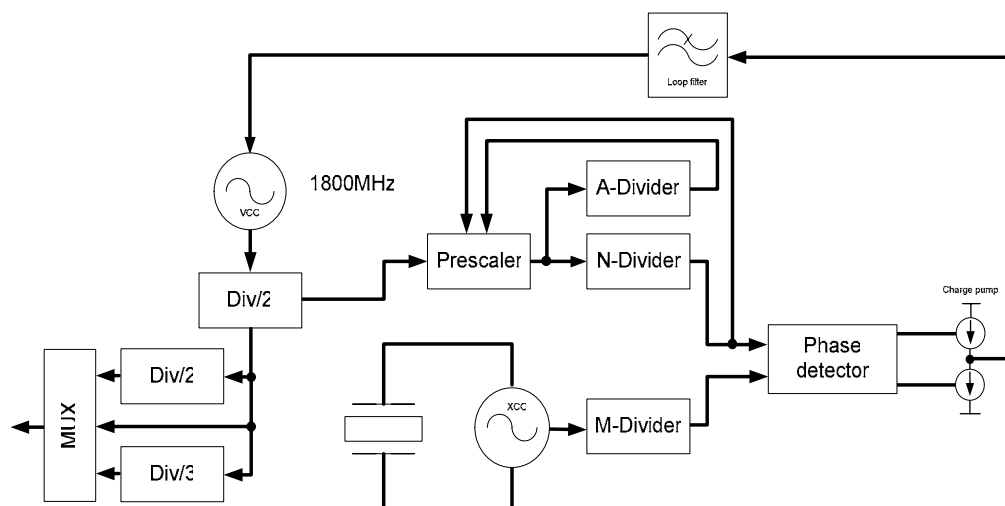 Loop filter
1800MHz
VCC
A-Divider
Prescaler
N-Divider
Div/2
Charge pump
Phase
detector
Div/2
MUX
XCC
M-Divider
Div/3